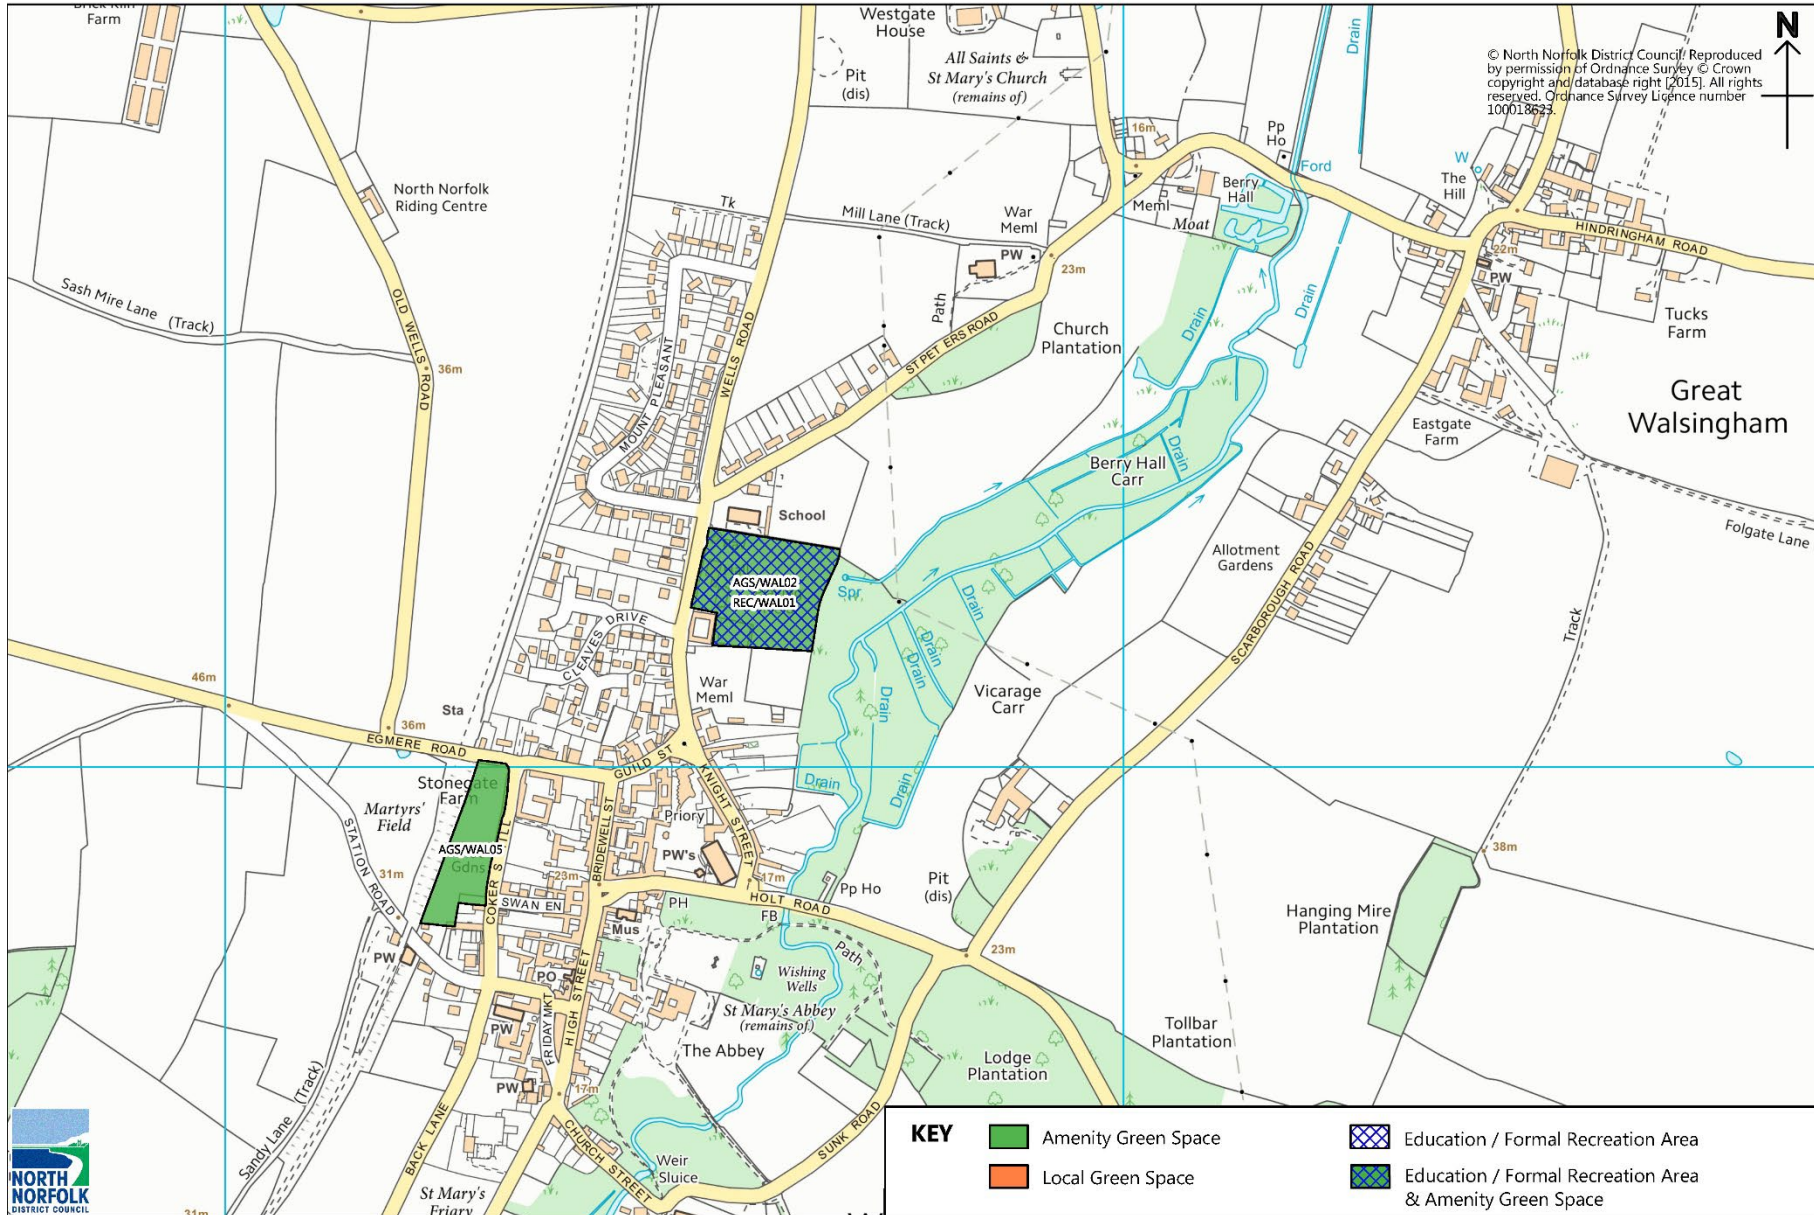 Brick Kiln
Farm
Westgate
House
All Saints &
St Mary's Church
(remains of)
Pit
(dis)
Drain
N
© North Norfolk District Council. Reproduced
by permission of Ordnance Survey © Crown
copyright and database right [2015]. All rights
reserved. Ordnance Survey Licence number
100018623.
16m
Pp
Ho
Ford
W
The
Hill
North Norfolk
Riding Centre
Tk
Mill Lane (Track)
War
Meml
Meml
Moat
Berry
Hall
HINDRINGHAM ROAD
22m
PW
PW
23m
Path
Sash Mire Lane (Track)
OLD WELLS ROAD
36m
WELLS ROAD
MOUNT PLEASANT
ST PETERS ROAD
Church
Plantation
Drain
Drain
Tucks
Farm
Great
Walsingham
Eastgate
Farm
Berry Hall
Carr
Drain
School
Folgate Lane
Allotment
Gardens
AGS/WAL02
REC/WAL01
Spr
CLEAVES DRIVE
Drain
Drain
Drain
Drain
SCARBOROUGH ROAD
Track
46m
Sta
War
Meml
Vicarage
Carr
36m
EGMERE ROAD
GUILD ST
KNIGHT STREET
Drain
Drain
Stonegate
Farm
Martyrs'
Field
STATION ROAD
AGS/WAL05
Gdns
COKER'S HILL
BRIDEWELL ST
Priory
PW's
31m
23m
17m
SWAN EN
PH
HOLT ROAD
FB
Pp Ho
Pit
(dis)
38m
Hanging Mire
Plantation
PW
Mus
Path
23m
Wishing
Wells
PO
HIGH STREET
FRIDAY MKT
St Mary's Abbey
(remains of)
The Abbey
PW
Tollbar
Plantation
Lodge
Plantation
PW
17m
Sandy Lane (Track)
BACK LANE
CHURCH STREET
SUNK ROAD
Weir
Sluice
St Mary's
Friary
31m
NORTH
NORFOLK
DISTRICT COUNCIL
KEY
Amenity Green Space
Local Green Space
Education / Formal Recreation Area
Education / Formal Recreation Area
& Amenity Green Space